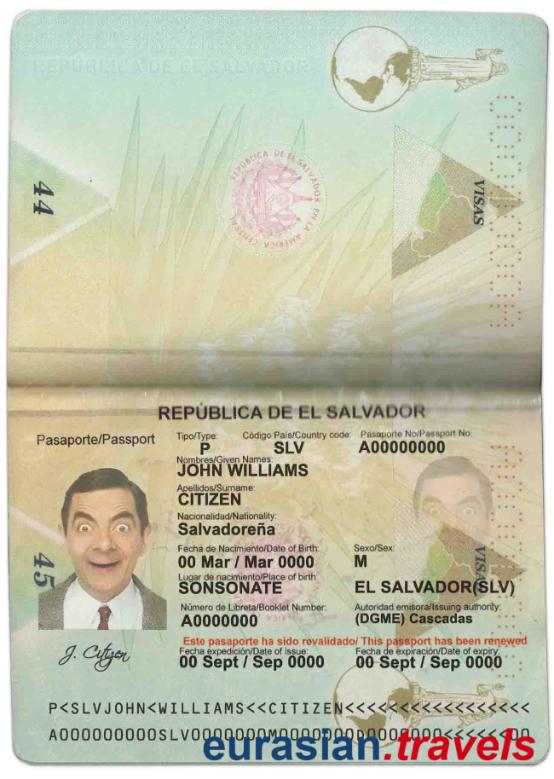 REPÚBLICA DE EL SALVADOR
44
VISAS
REPÚBLICA DE EL SALVADOR EN LA AMÉRICA CENTRAL
REPÚBLICA DE EL SALVADOR
Pasaporte/Passport
Tipo/Type: Código País/Country code: Pasaporte No/Passport No
P SLV A00000000
Nombres/Given Names:
JOHN WILLIAMS
Apellidos/Surname:
CITIZEN
Nacionalidad/Nationality:
Salvadoreña
Fecha de Nacimiento/Date of Birth: Sexo/Sex:
00 Mar / Mar 0000 M
Lugar de nacimiento/Place of birth
SONSONATE EL SALVADOR(SLV)
Número de Libreta/Booklet Number: Autoridad emisora/Issuing authority:
A0000000 (DGME) Cascadas
Este pasaporte ha sido revalidado/ This passport has been renewed
Fecha expedición/Date of issue: Fecha de expiración/Date of expiry:
00 Sept / Sep 0000 00 Sept / Sep 0000
45
VISAS
J. Citizen
P<SLVJOHN<WILLIAMS<<CITIZEN<<<<<<<<<<<<<<<<<
eurasian.travels